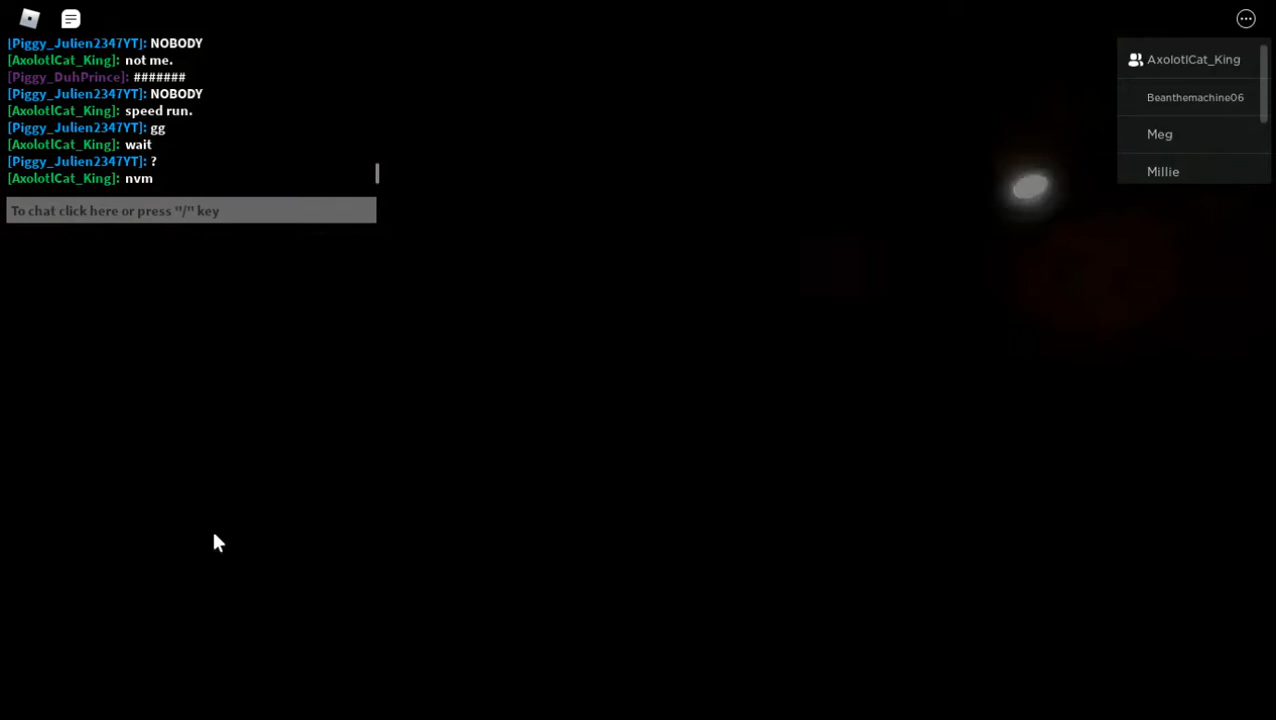 [Piggy_Julien2347YT]: NOBODY
[AxolotlCat_King]: not me.
[Piggy_DuhPrince]: #######
[Piggy_Julien2347YT]: NOBODY
[AxolotlCat_King]: speed run.
[Piggy_Julien2347YT]: gg
[AxolotlCat_King]: wait
[Piggy_Julien2347YT]: ?
[AxolotlCat_King]: nvm
To chat click here or press "/" key
AxolotlCat_King
Beanthemachine06
Meg
Millie